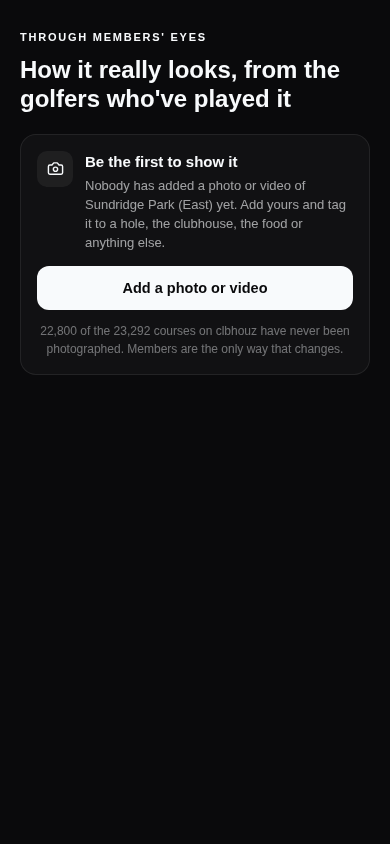 THROUGH MEMBERS' EYES
How it really looks, from the
golfers who've played it
Be the first to show it
Nobody has added a photo or video of
Sundridge Park (East) yet. Add yours and tag
it to a hole, the clubhouse, the food or
anything else.
Add a photo or video
22,800 of the 23,292 courses on clbhouz have never been
photographed. Members are the only way that changes.